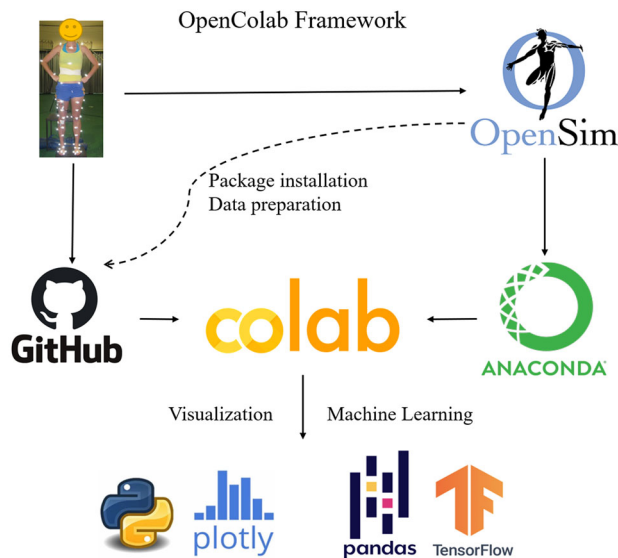 OpenColab Framework
OpenSim
Package installation
Data preparation
GitHub
colab
ANACONDA
Visualization
Machine Learning
plotly
pandas
TensorFlow